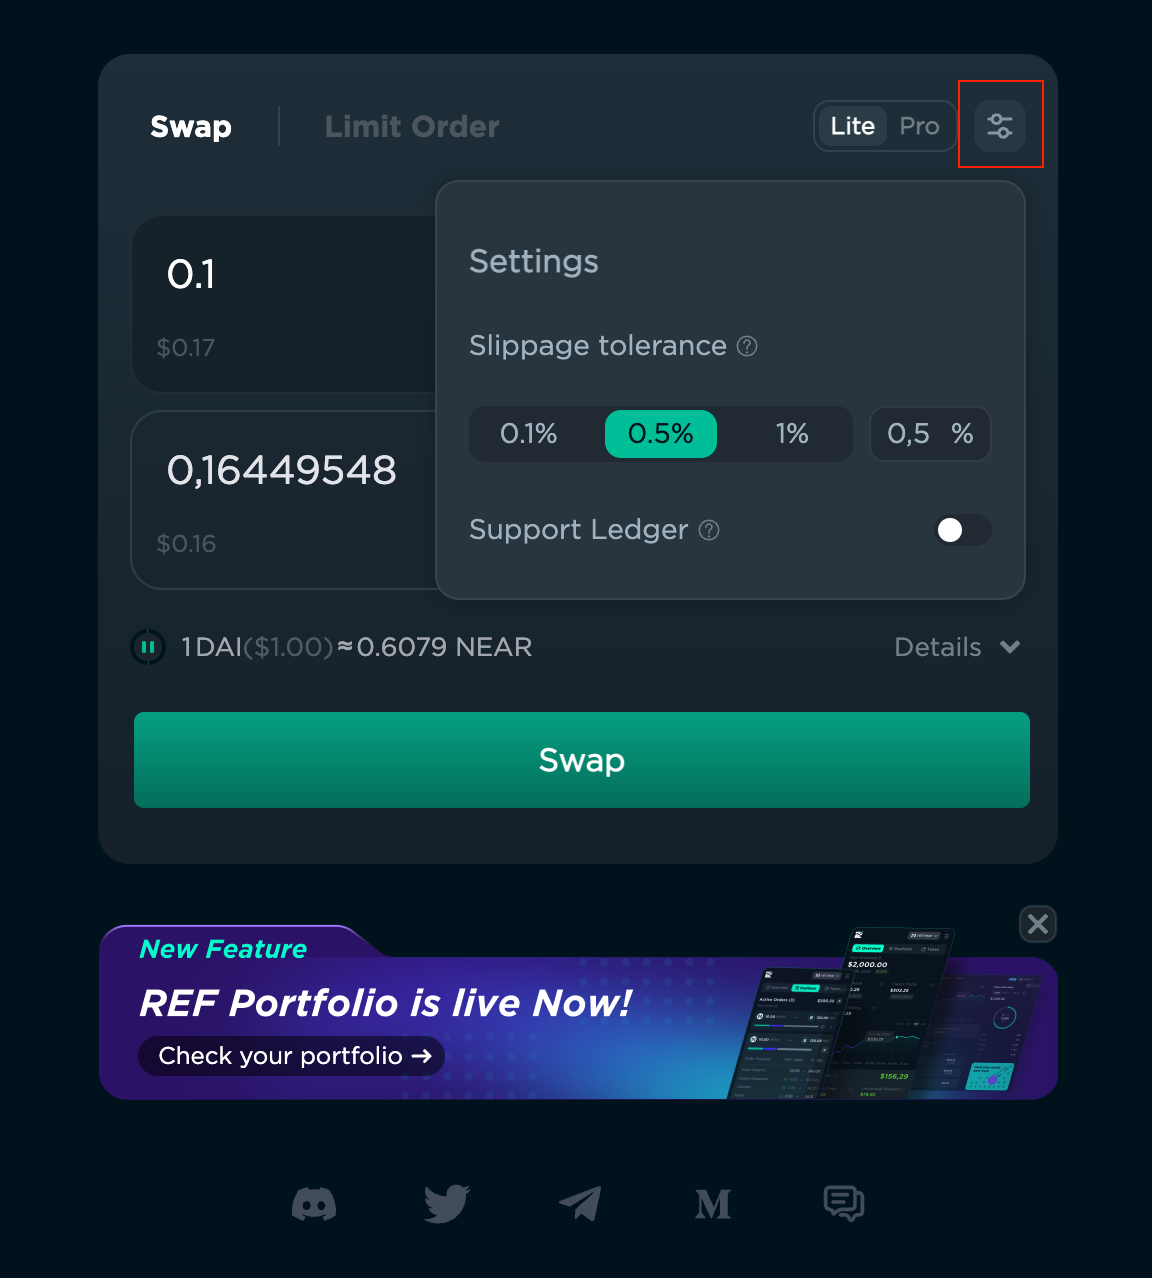 Swap
Limit Order
Lite
Pro
0.1
$0.17
Settings
Slippage tolerance
0.1%
0.5%
1%
0,5 %
0,16449548
$0.16
Support Ledger
1 DAI($1.00)≈0.6079 NEAR
Details
Swap
New Feature
REF Portfolio is live Now!
Check your portfolio →
$2,000.00
$156,29